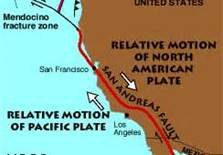 UNITED STATES
Mendocino
fracture zone
RELATIVE MOTION
OF NORTH
AMERICAN
PLATE
San Francisco
SAN ANDREAS FAULT
RELATIVE MOTION
OF PACIFIC PLATE
Los
Angeles